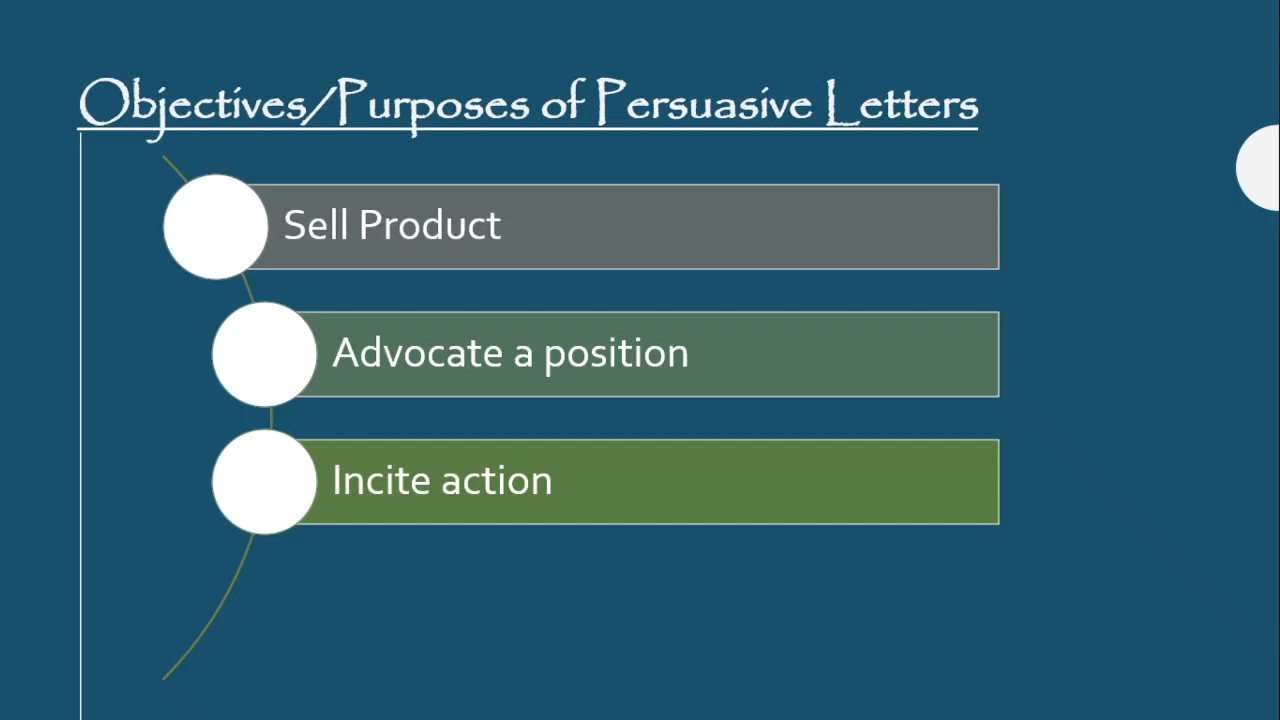 Objectives/Purposes of Persuasive Letters
Sell Product
Advocate a position
Incite action